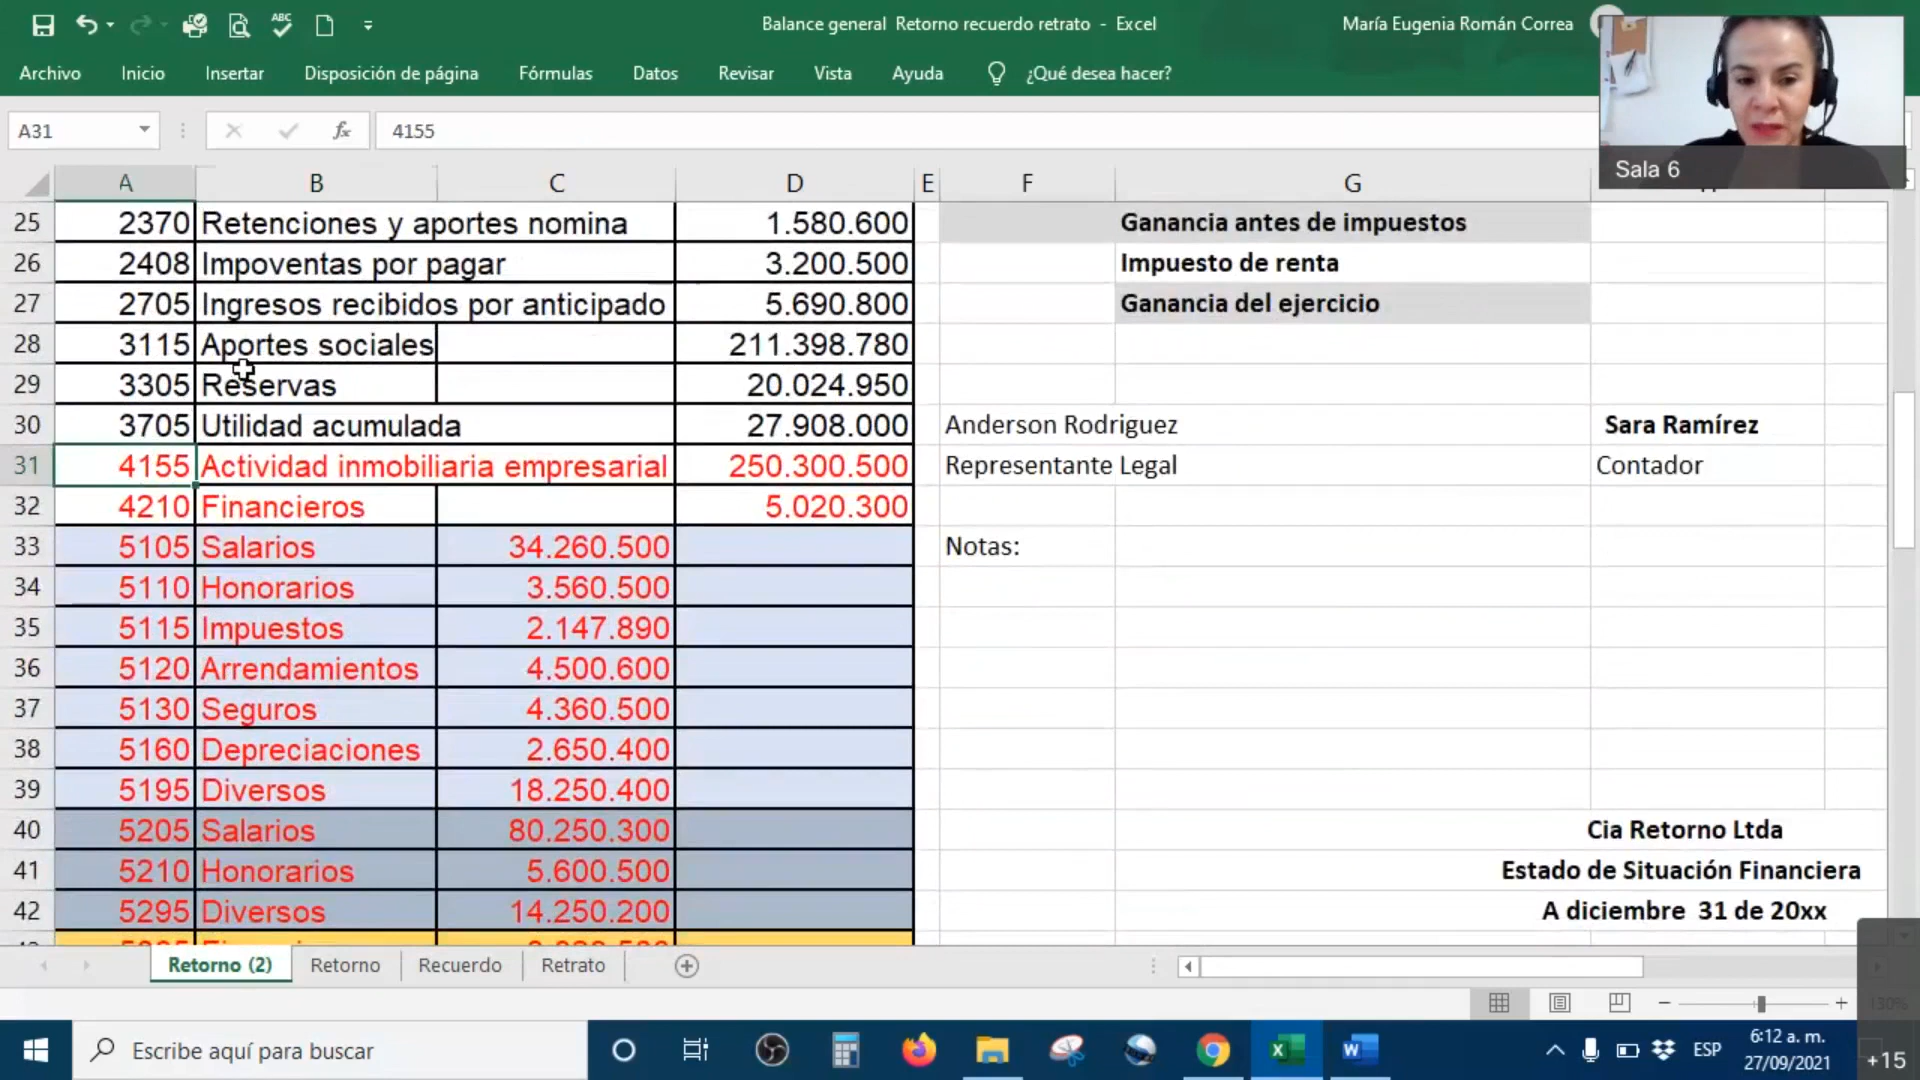 Balance general Retorno recuerdo retrato - Excel
María Eugenia Román Correa
Archivo Inicio Insertar Disposición de página Fórmulas Datos Revisar Vista Ayuda ¿Qué desea hacer?
A31 fx 4155
Sala 6
A B C D E F G
25 2370 Retenciones y aportes nomina 1.580.600 Ganancia antes de impuestos
26 2408 Impoventas por pagar 3.200.500 Impuesto de renta
27 2705 Ingresos recibidos por anticipado 5.690.800 Ganancia del ejercicio
28 3115 Aportes sociales 211.398.780
29 3305 Reservas 20.024.950
30 3705 Utilidad acumulada 27.908.000 Anderson Rodriguez Sara Ramírez
31 4155 Actividad inmobiliaria empresarial 250.300.500 Representante Legal Contador
32 4210 Financieros 5.020.300
33 5105 Salarios 34.260.500 Notas:
34 5110 Honorarios 3.560.500
35 5115 Impuestos 2.147.890
36 5120 Arrendamientos 4.500.600
37 5130 Seguros 4.360.500
38 5160 Depreciaciones 2.650.400
39 5195 Diversos 18.250.400
40 5205 Salarios 80.250.300 Cia Retorno Ltda
41 5210 Honorarios 5.600.500 Estado de Situación Financiera
42 5295 Diversos 14.250.200 A diciembre 31 de 20xx
Retorno (2) Retorno Recuerdo Retrato
Escribe aquí para buscar
ESP
6:12 a. m.
27/09/2021
+15